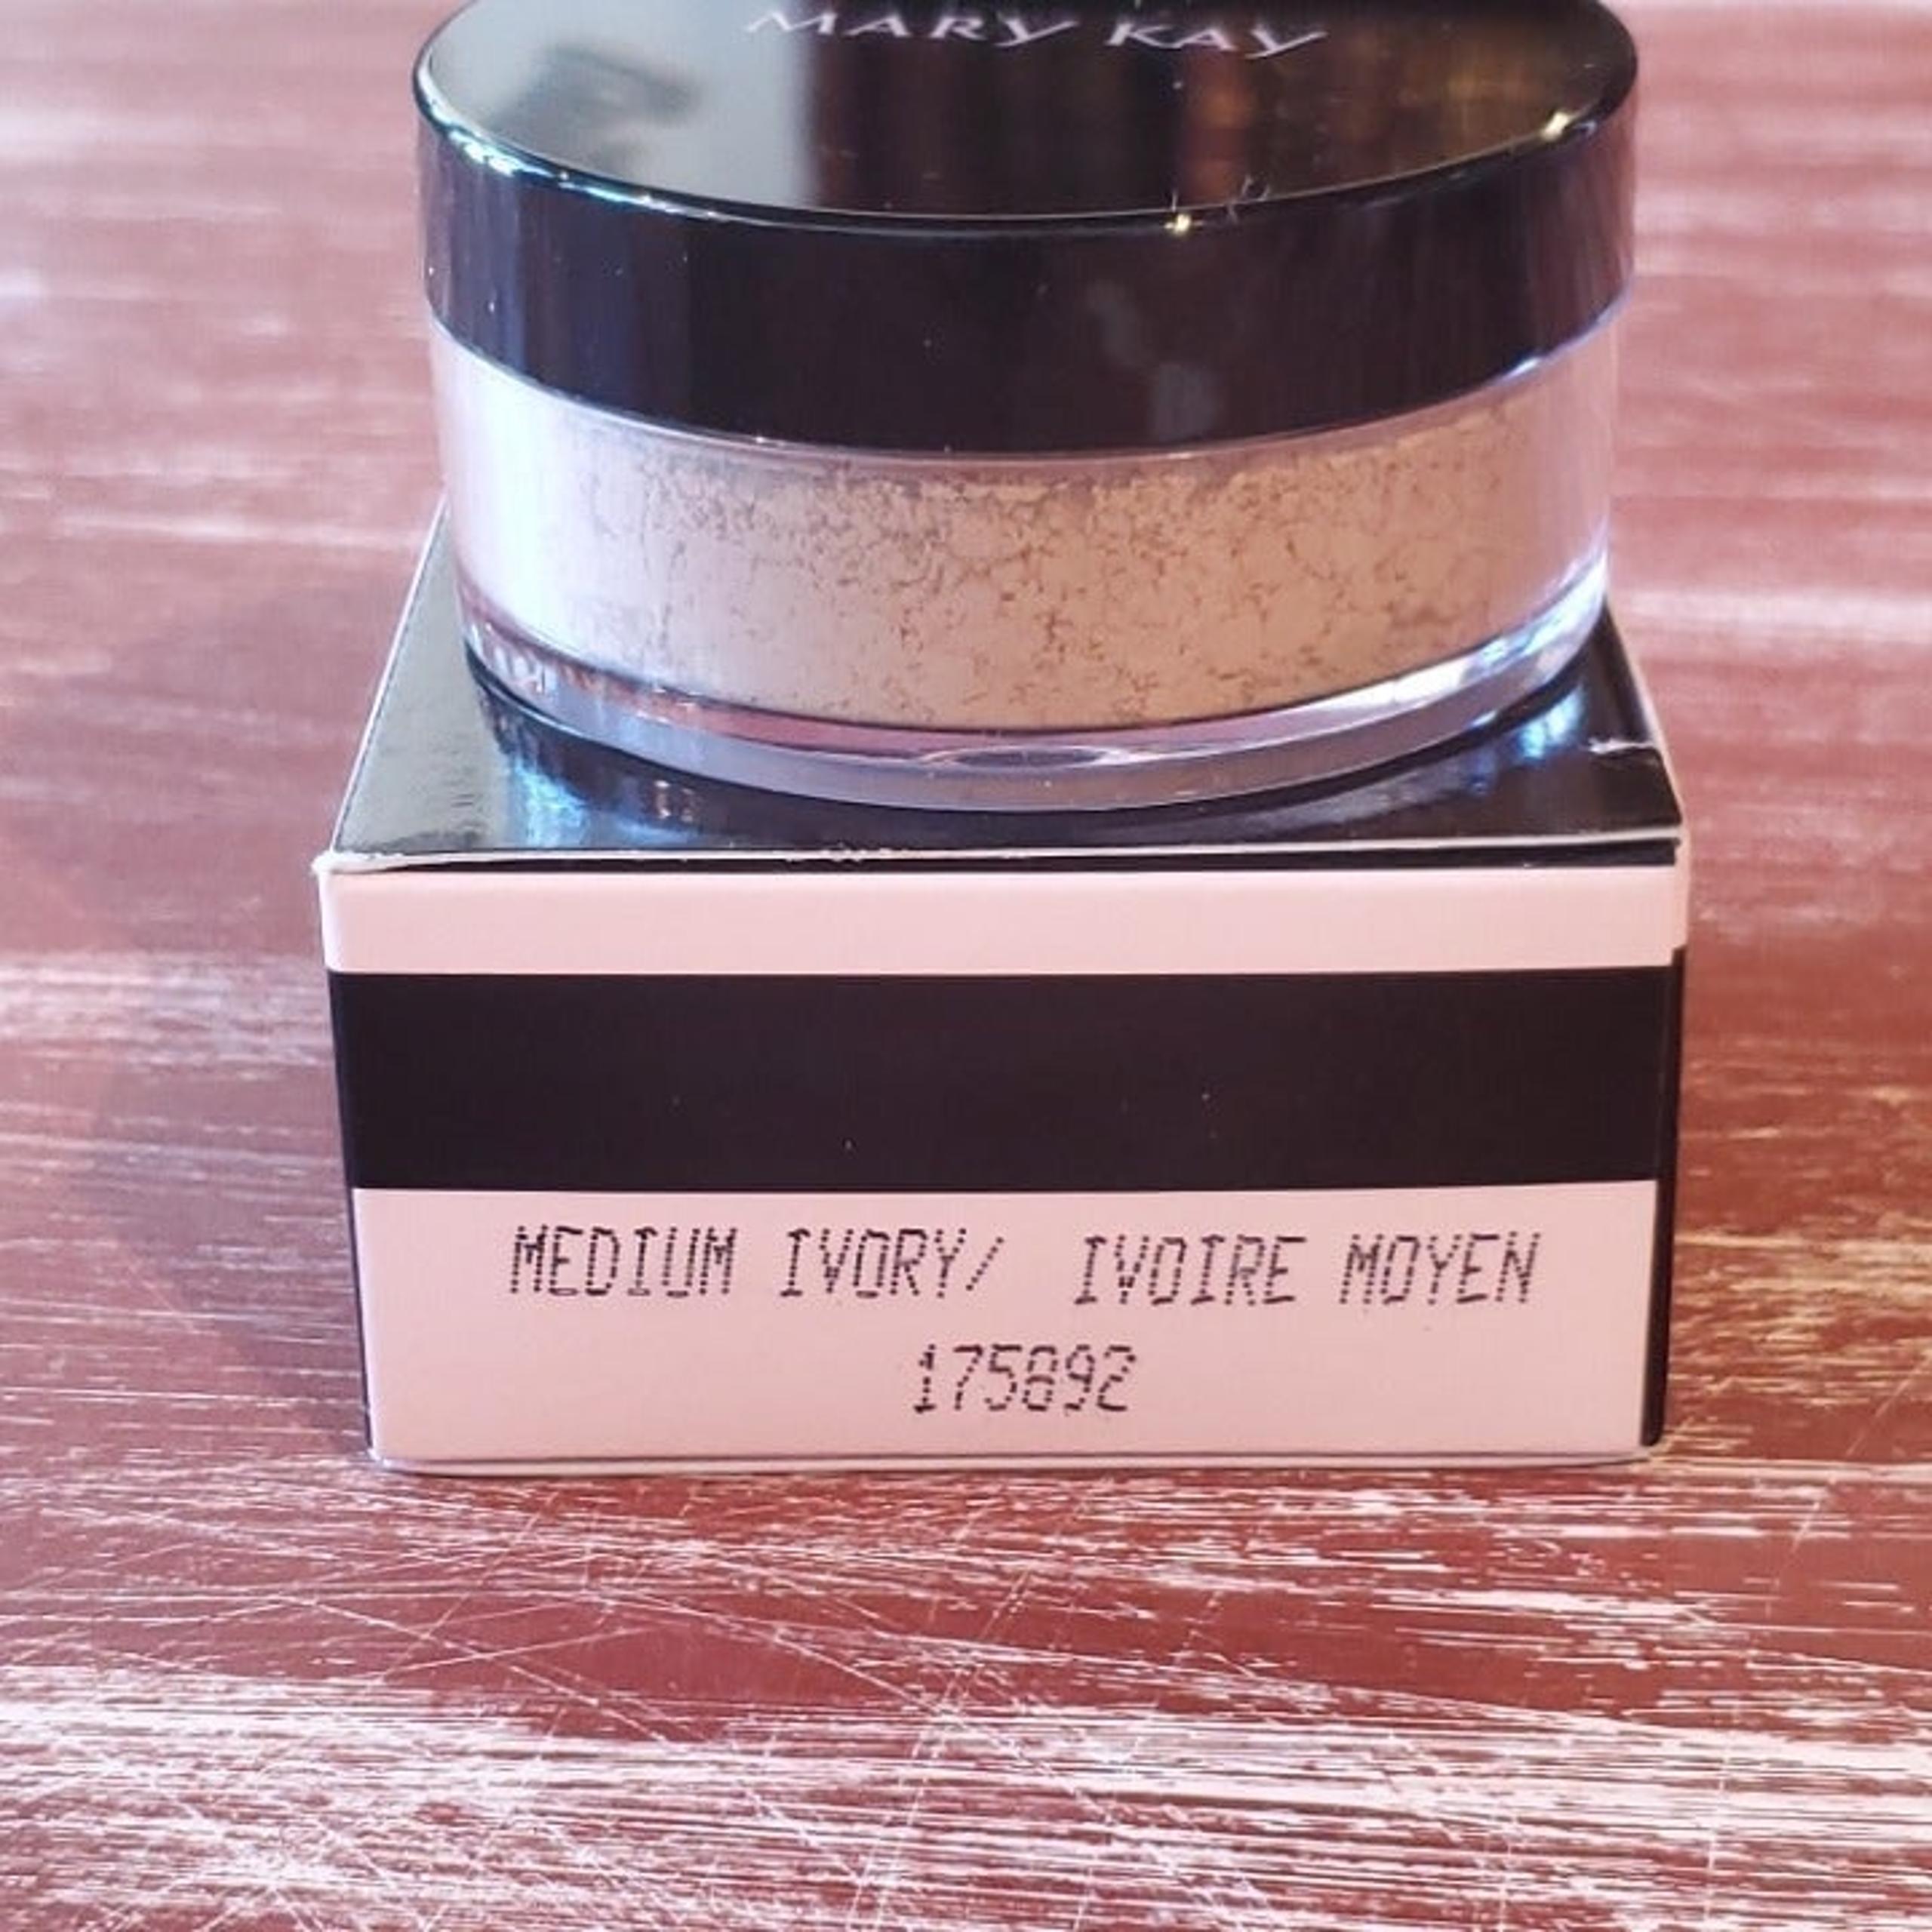 MARY KAY
MEDIUM IVORY/ IVOIRE MOYEN
175892